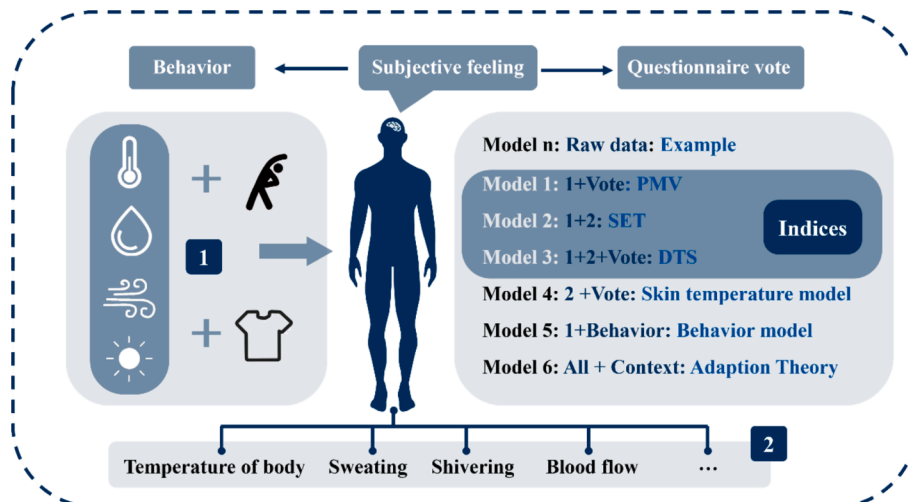 Behavior
Subjective feeling
Questionnaire vote
1
Model n: Raw data: Example
Model 1: 1+Vote: PMV
Model 2: 1+2: SET
Model 3: 1+2+Vote: DTS
Indices
Model 4: 2 +Vote: Skin temperature model
Model 5: 1+Behavior: Behavior model
Model 6: All + Context: Adaption Theory
2
Temperature of body
Sweating
Shivering
Blood flow
...